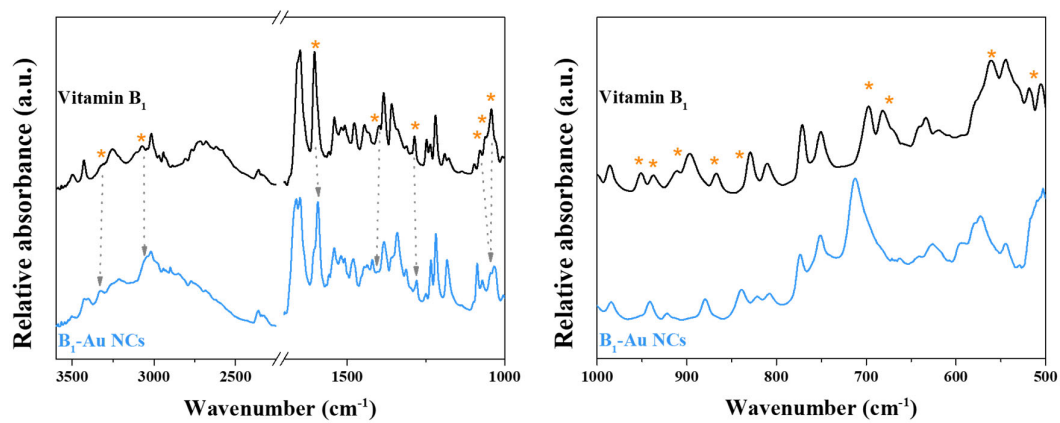 Relative absorbance (a.u.)
Vitamin B₁
B₁-Au NCs
3500 3000 2500 1500 1000
Wavenumber (cm⁻¹)
Relative absorbance (a.u.)
Vitamin B₁
B₁-Au NCs
1000 900 800 700 600 500
Wavenumber (cm⁻¹)